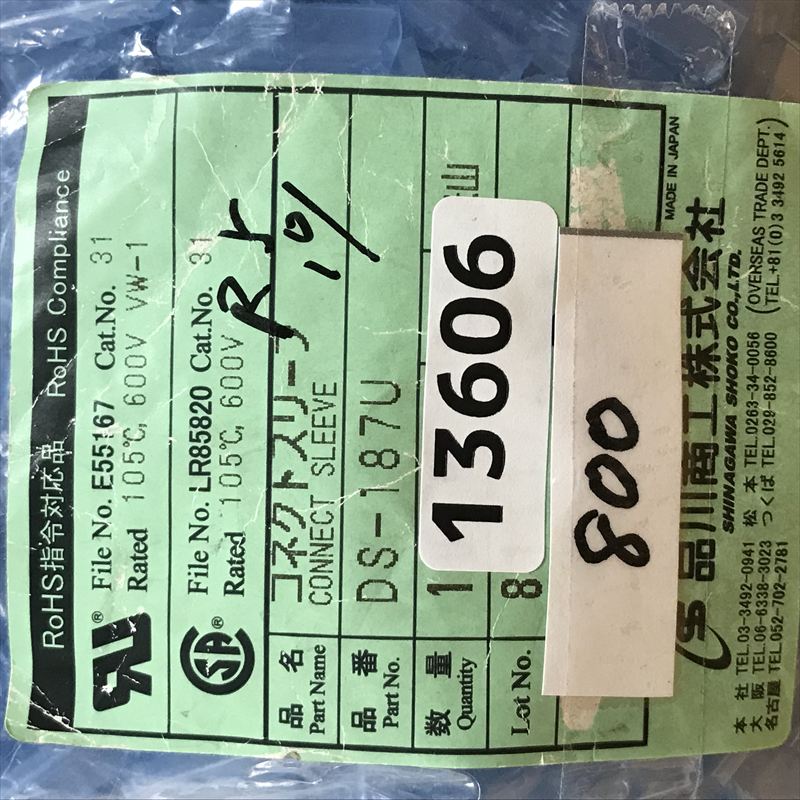 RoHS指令対応品 RoHS Compliance
File No. E55167 Cat.No. 31
Rated 105℃, 600V VW-1
File No. LR85820 Cat.No. 31
Rated 105℃, 600V
品名 Part Name
コネクトスリーブ
CONNECT SLEEVE
品番 Part No.
DS-187U
数量 Quantity
1
Lot No.
8
13606
800
MADE IN JAPAN
品川商工株式会社
SHINAGAWA SHOKO CO.,LTD.
本社 TEL.03-3492-0941 松本 TEL.0263-34-0056 (OVERSEAS TRADE DEPT.)
大阪 TEL.06-6338-3023 つくば TEL.029-852-8600 (TEL.+81(0)3 3492 5614)
名古屋 TEL.052-702-2781